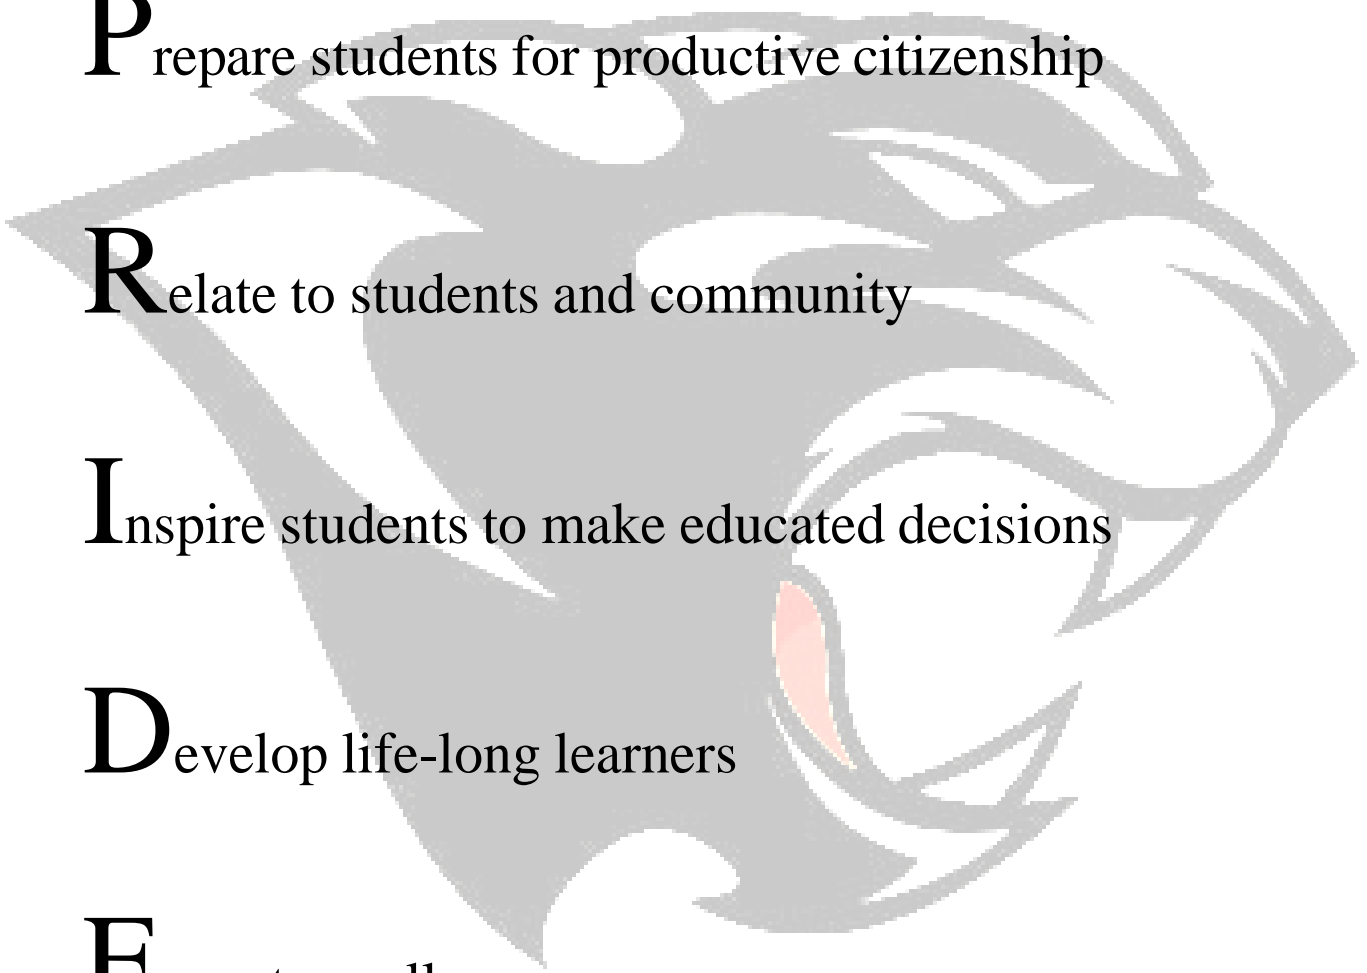 Prepare students for productive citizenship
Relate to students and community
Inspire students to make educated decisions
Develop life-long learners
E